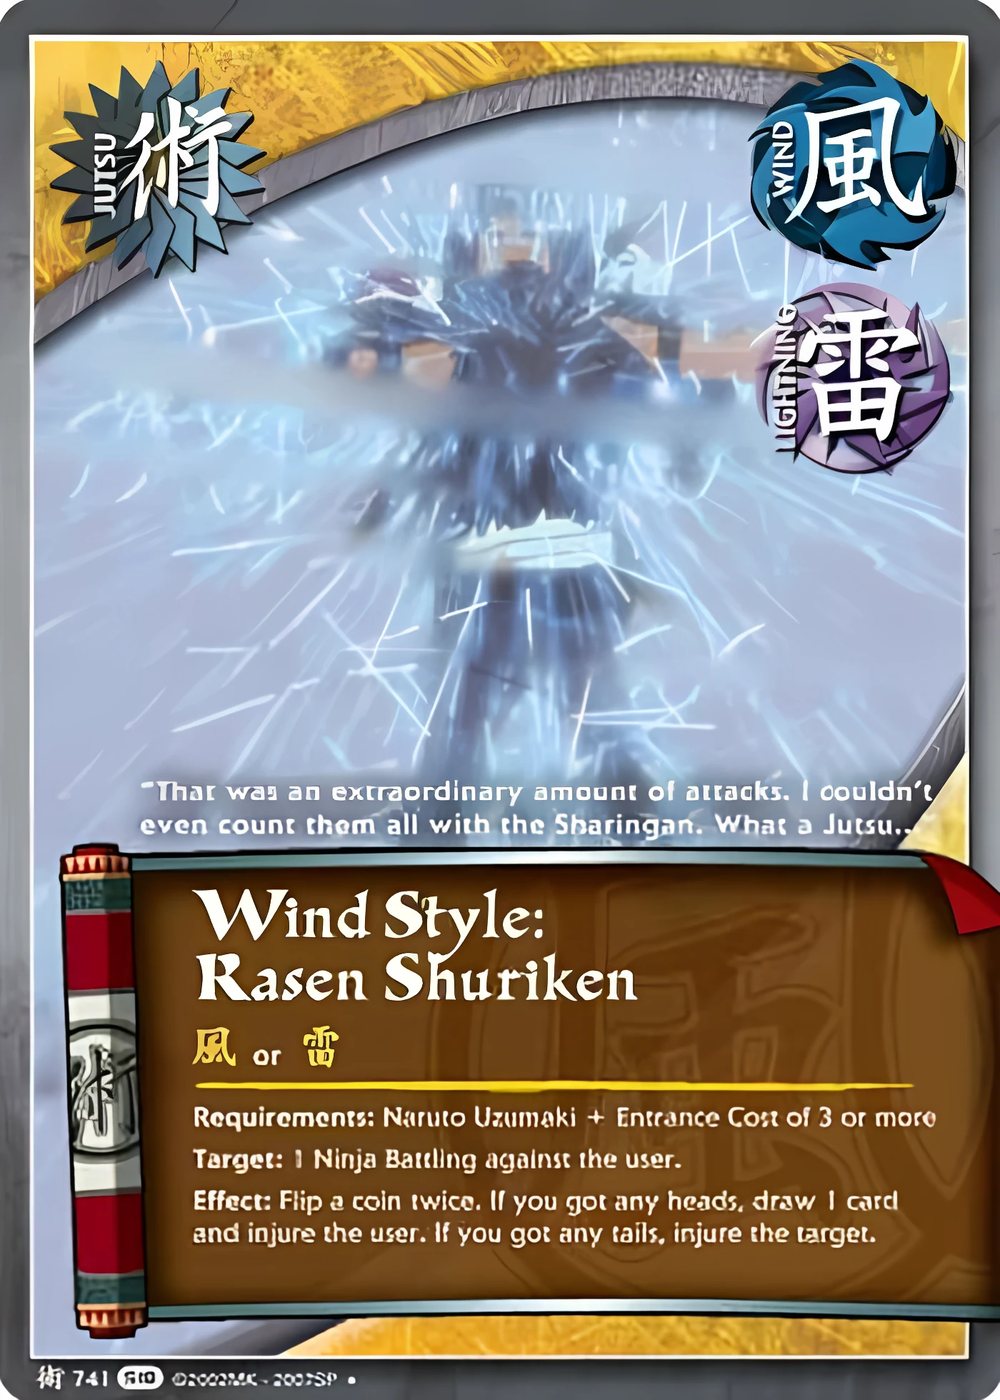 JUTSU
術
WIND
風
LIGHTNING
雷
"That was an extraordinary amount of attacks. I couldn't
even count them all with the Sharingan. What a Jutsu..."
Wind Style:
Rasen Shuriken
風 or 雷
Requirements: Naruto Uzumaki + Entrance Cost of 3 or more
Target: 1 Ninja Battling against the user.
Effect: Flip a coin twice. If you got any heads, draw 1 card
and injure the user. If you got any tails, injure the target.
術 741 ©2002MK - 2007SP